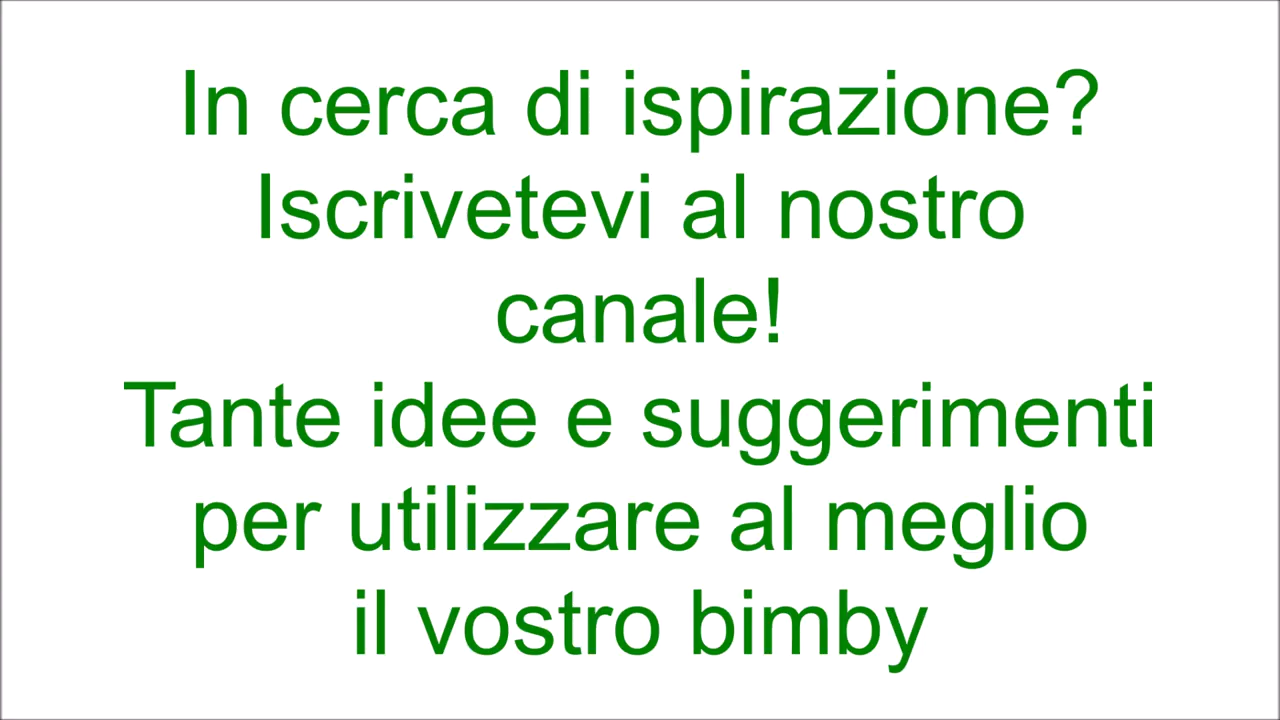 In cerca di ispirazione?
Iscrivetevi al nostro
canale!
Tante idee e suggerimenti
per utilizzare al meglio
il vostro bimby